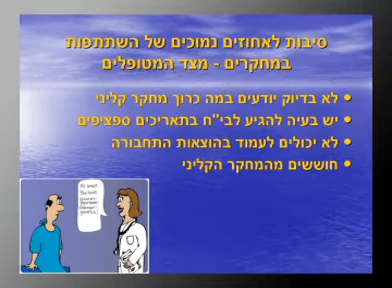 סיבות לאחוזים נמוכים של השתתפות
במחקרים - מצד המטופלים
• לא בדיוק יודעים במה כרוך מחקר קליני
• יש בעיה להגיע לבי"ח בתאריכים ספציפים
• לא יכולים לעמוד בהוצאות התחבורה
• חוששים מהמחקר הקליני